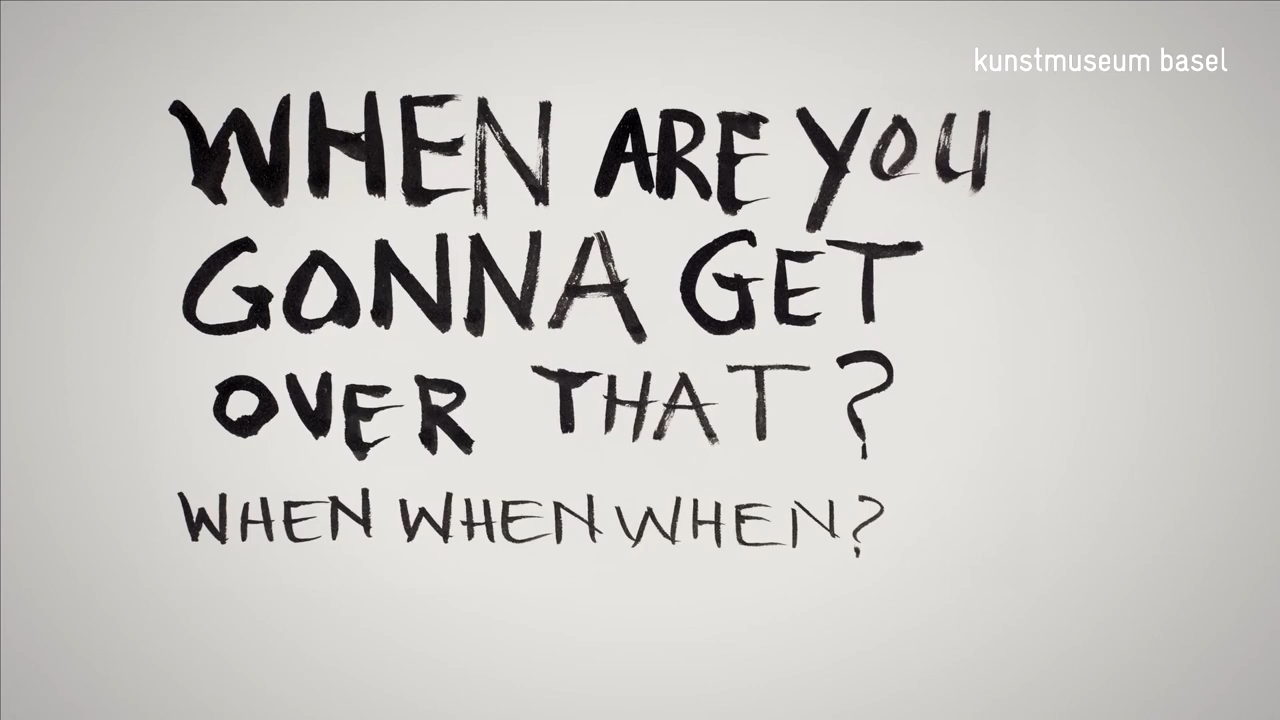 kunstmuseum basel
WHEN ARE YOU
GONNA GET
OVER THAT?
WHEN WHEN WHEN?